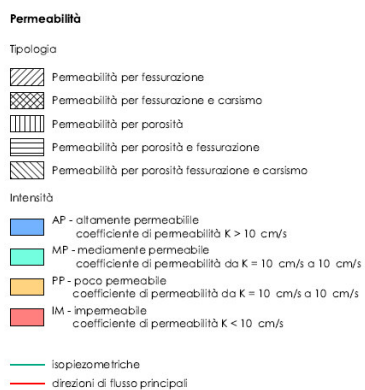 Permeabilità
Tipologia
Permeabilità per fessurazione
Permeabilità per fessurazione e carsismo
Permeabilità per porosità
Permeabilità per porosità e fessurazione
Permeabilità per porosità fessurazione e carsismo
Intensità
AP - altamente permeabilile
coefficiente di permeabilità K > 10 cm/s
MP - mediamente permeabile
coefficiente di permeabilità da K = 10 cm/s a 10 cm/s
PP - poco permeabile
coefficiente di permeabilità da K = 10 cm/s a 10 cm/s
IM - impermeabile
coefficiente di permeabilità K < 10 cm/s
isopiezometriche
direzioni di flusso principali